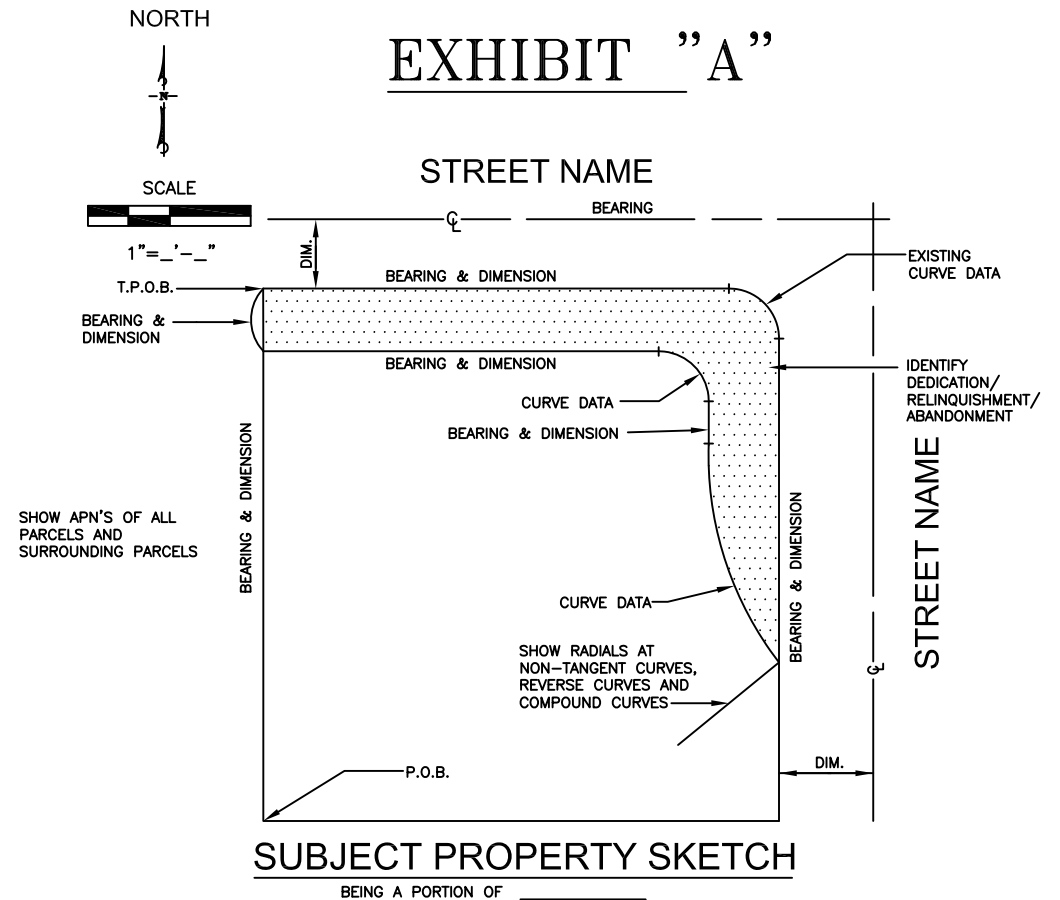 NORTH
EXHIBIT "A"
N
STREET NAME
SCALE
BEARING
℄
1"=_'-_"
DIM.
EXISTING
CURVE DATA
BEARING & DIMENSION
T.P.O.B.
BEARING &
DIMENSION
BEARING & DIMENSION
IDENTIFY
DEDICATION/
RELINQUISHMENT/
ABANDONMENT
CURVE DATA
BEARING & DIMENSION
BEARING & DIMENSION
STREET NAME
SHOW APN'S OF ALL
PARCELS AND
SURROUNDING PARCELS
BEARING & DIMENSION
CURVE DATA
SHOW RADIALS AT
NON-TANGENT CURVES,
REVERSE CURVES AND
COMPOUND CURVES
℄
DIM.
P.O.B.
SUBJECT PROPERTY SKETCH
BEING A PORTION OF ________